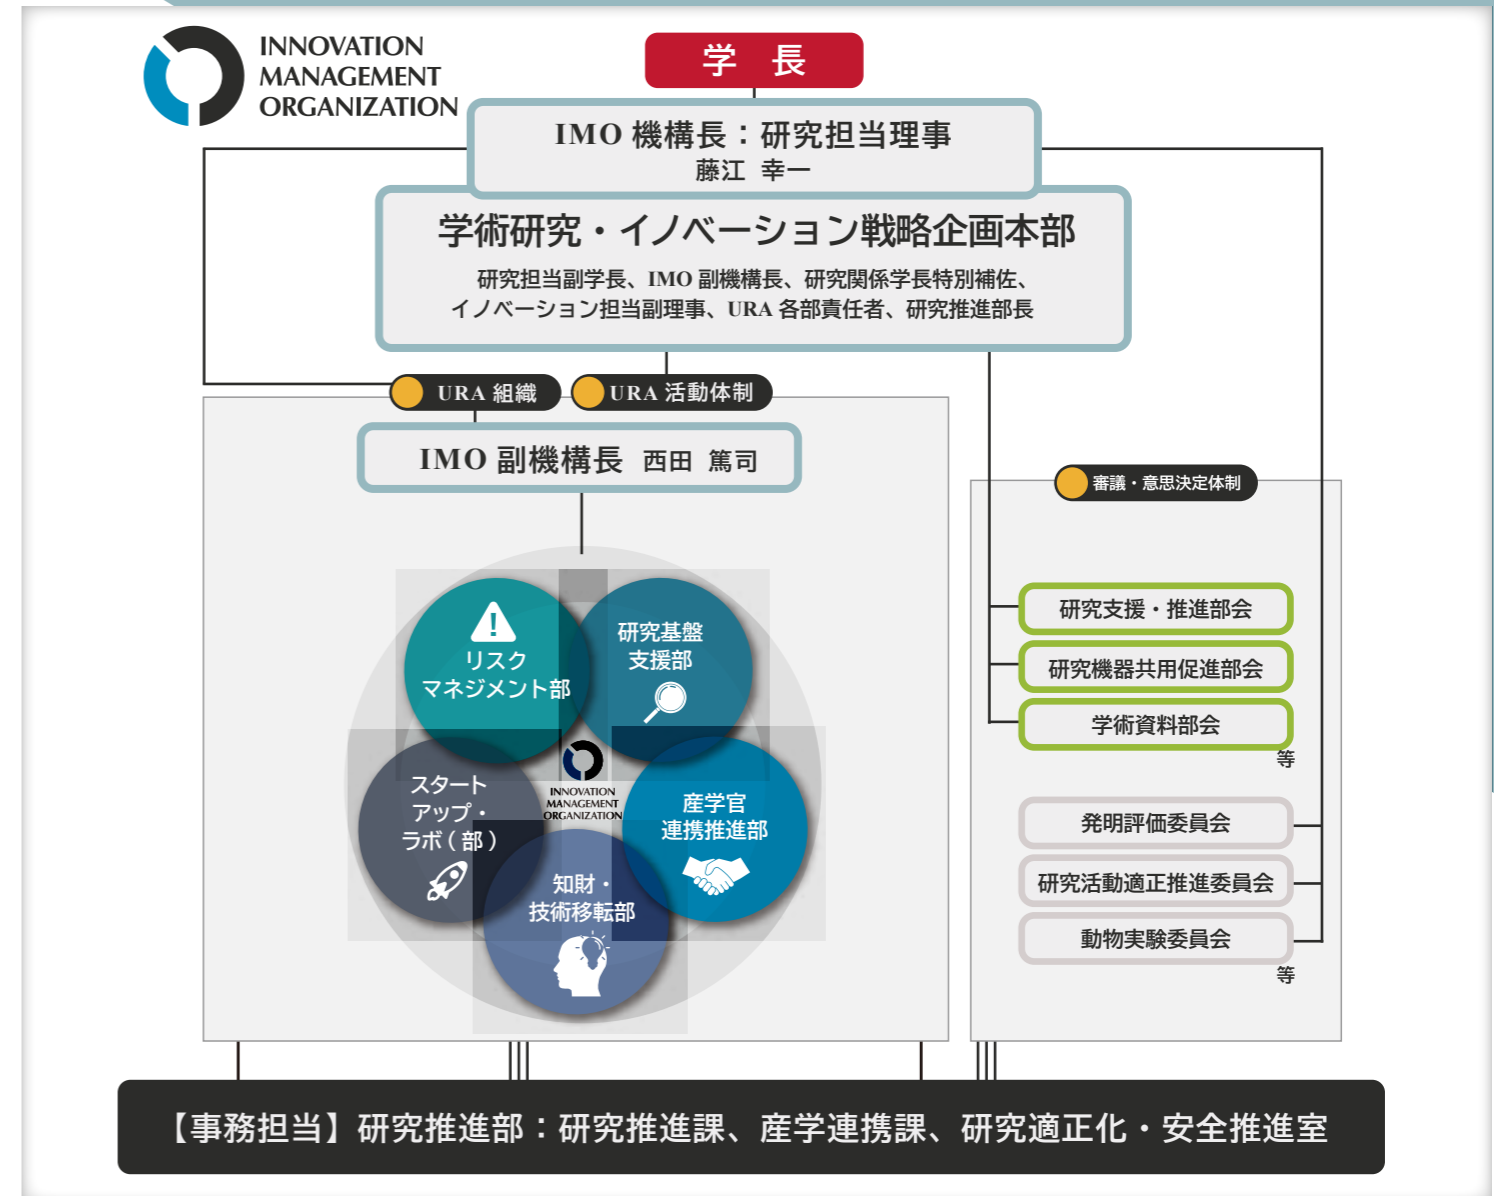 INNOVATION
MANAGEMENT
ORGANIZATION
学 長
IMO 機構長：研究担当理事
藤江 幸一
学術研究・イノベーション戦略企画本部
研究担当副学長、IMO 副機構長、研究関係学長特別補佐、
イノベーション担当副理事、URA 各部責任者、研究推進部長
URA 組織
URA 活動体制
IMO 副機構長 西田 篤司
リスク
マネジメント部
研究基盤
支援部
スタート
アップ・
ラボ（部）
INNOVATION
MANAGEMENT
ORGANIZATION
産学官
連携推進部
知財・
技術移転部
審議・意思決定体制
研究支援・推進部会
研究機器共用促進部会
学術資料部会
等
発明評価委員会
研究活動適正推進委員会
動物実験委員会
等
【事務担当】研究推進部：研究推進課、産学連携課、研究適正化・安全推進室